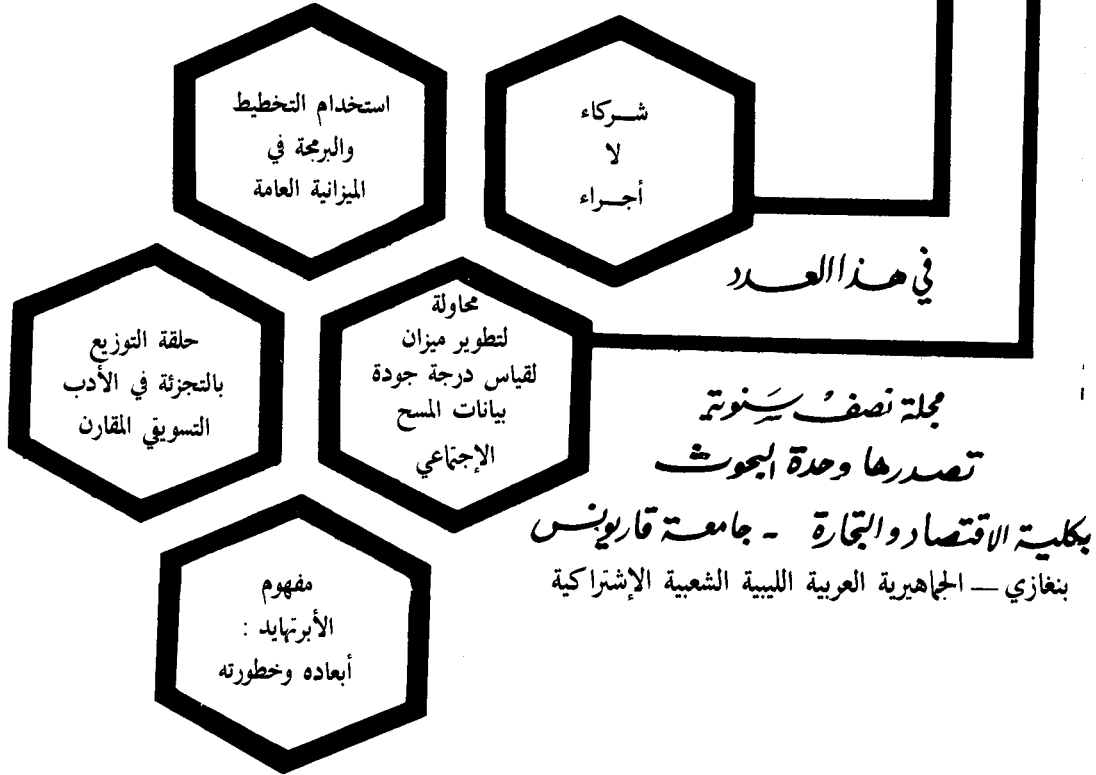 شركاء
لا
أجراء
استخدام التخطيط
والبرمجة في
الميزانية العامة
في هذا العدد
محاولة
لتطوير ميزان
لقياس درجة جودة
بيانات المسح
الإجتماعي
حلقة التوزيع
بالتجزئة في الأدب
التسويقي المقارن
مفهوم
الأبرتهايد :
أبعاده وخطورته
مجلة نصف سنوية
تصدرها وحدة البحوث
بكلية الاقتصاد والتجارة - جامعة قاريونس
بنغازي — الجماهيرية العربية الليبية الشعبية الإشتراكية